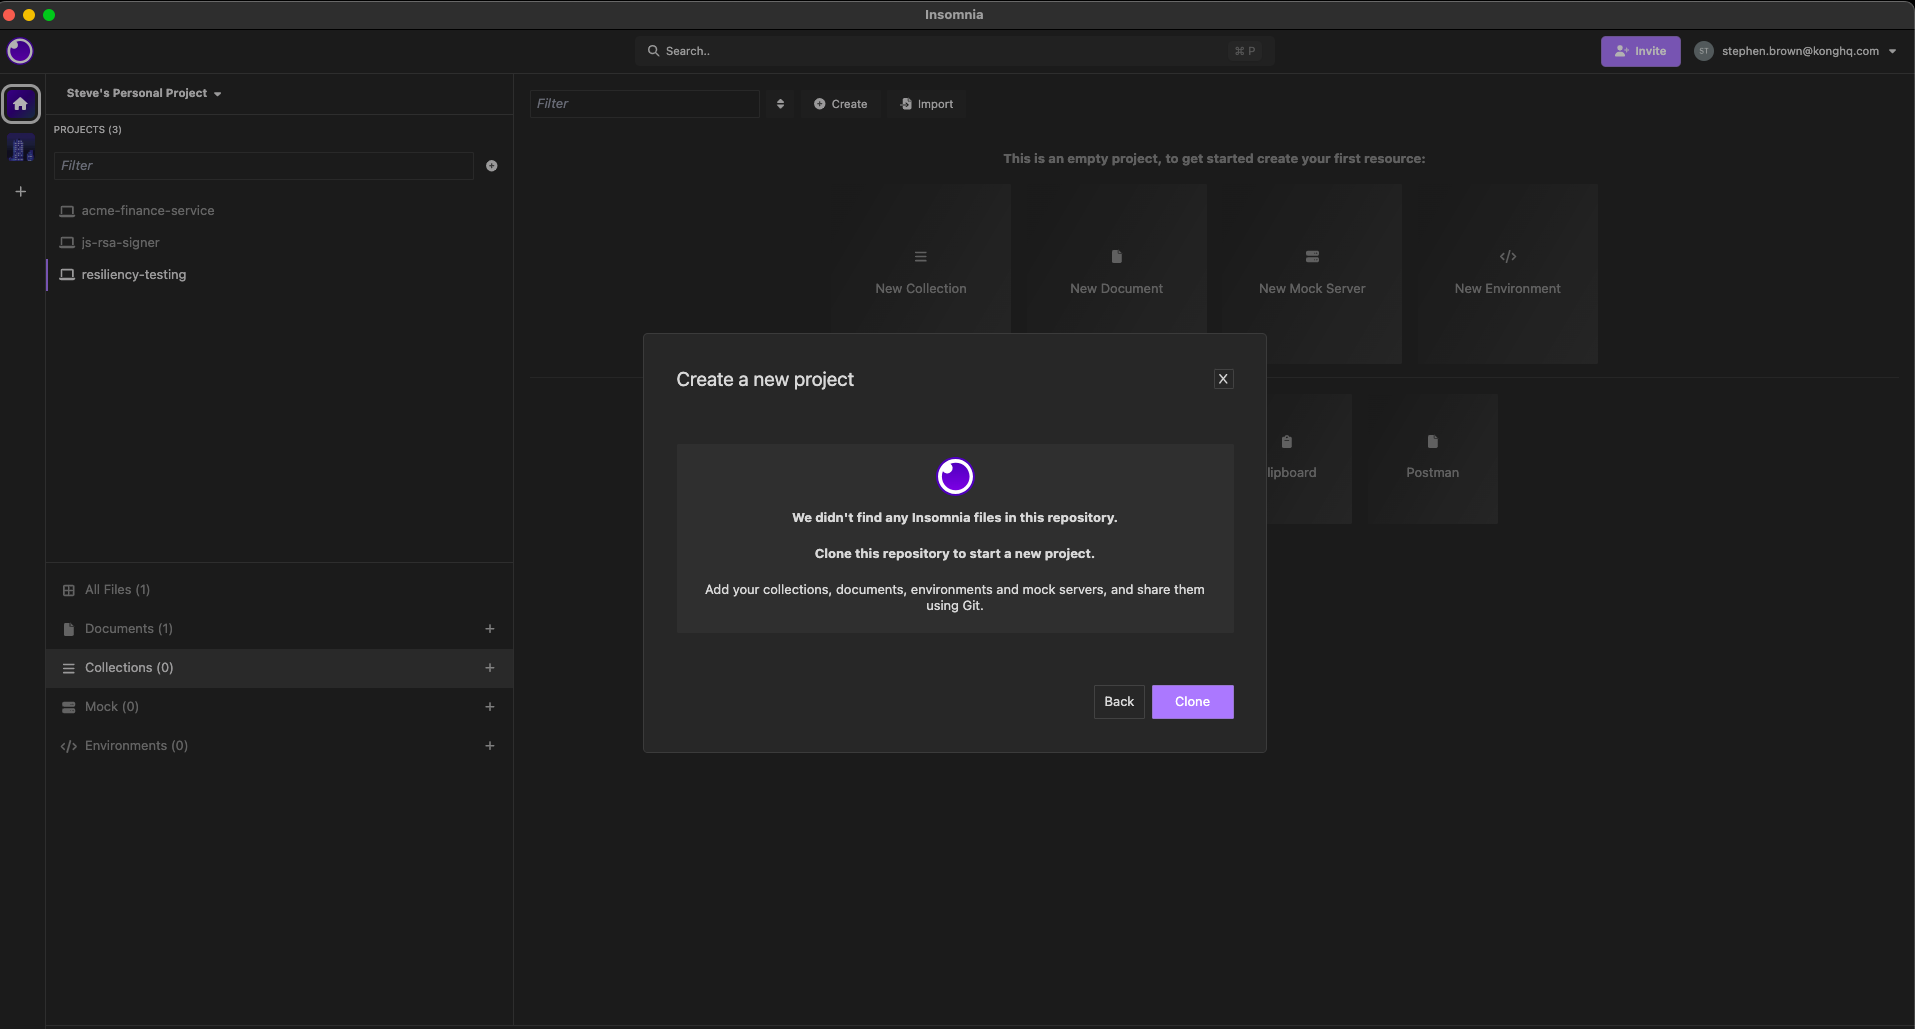 Insomnia
Search..
⌘ P
Invite
ST
stephen.brown@konghq.com
Steve's Personal Project
PROJECTS (3)
Filter
acme-finance-service
js-rsa-signer
resiliency-testing
All Files (1)
Documents (1)
Collections (0)
Mock (0)
Environments (0)
Filter
Create
Import
This is an empty project, to get started create your first resource:
New Collection
New Document
New Mock Server
New Environment
lipboard
Postman
Create a new project
X
We didn't find any Insomnia files in this repository.
Clone this repository to start a new project.
Add your collections, documents, environments and mock servers, and share them
using Git.
Back
Clone